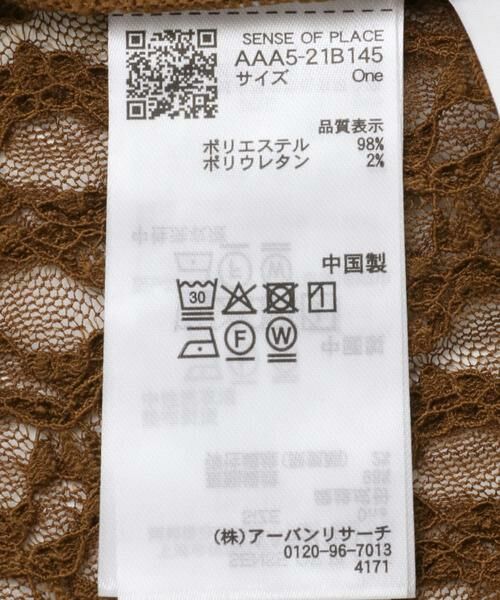 SENSE OF PLACE
AAA5-21B145
サイズ One
品質表示
ポリエステル 98%
ポリウレタン 2%
中国製
30
F W
(株)アーバンリサーチ
0120-96-7013
4171